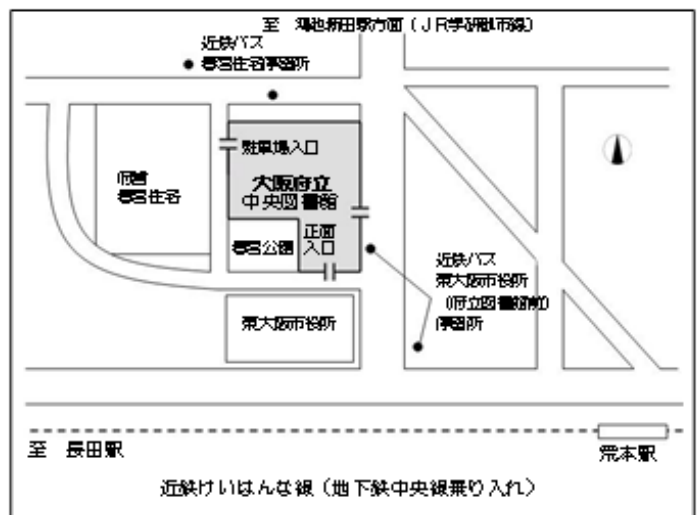 至 鴻池新田駅方面(JR学研都市線)
近鉄バス
春宮住宅停留所
駐車場入口
府営
春宮住宅
大阪府立
中央図書館
正面
入口
春宮公園
近鉄バス
東大阪市役所
(府立図書館前)
停留所
東大阪市役所
至 長田駅
荒本駅
近鉄けいはんな線(地下鉄中央線乗り入れ)